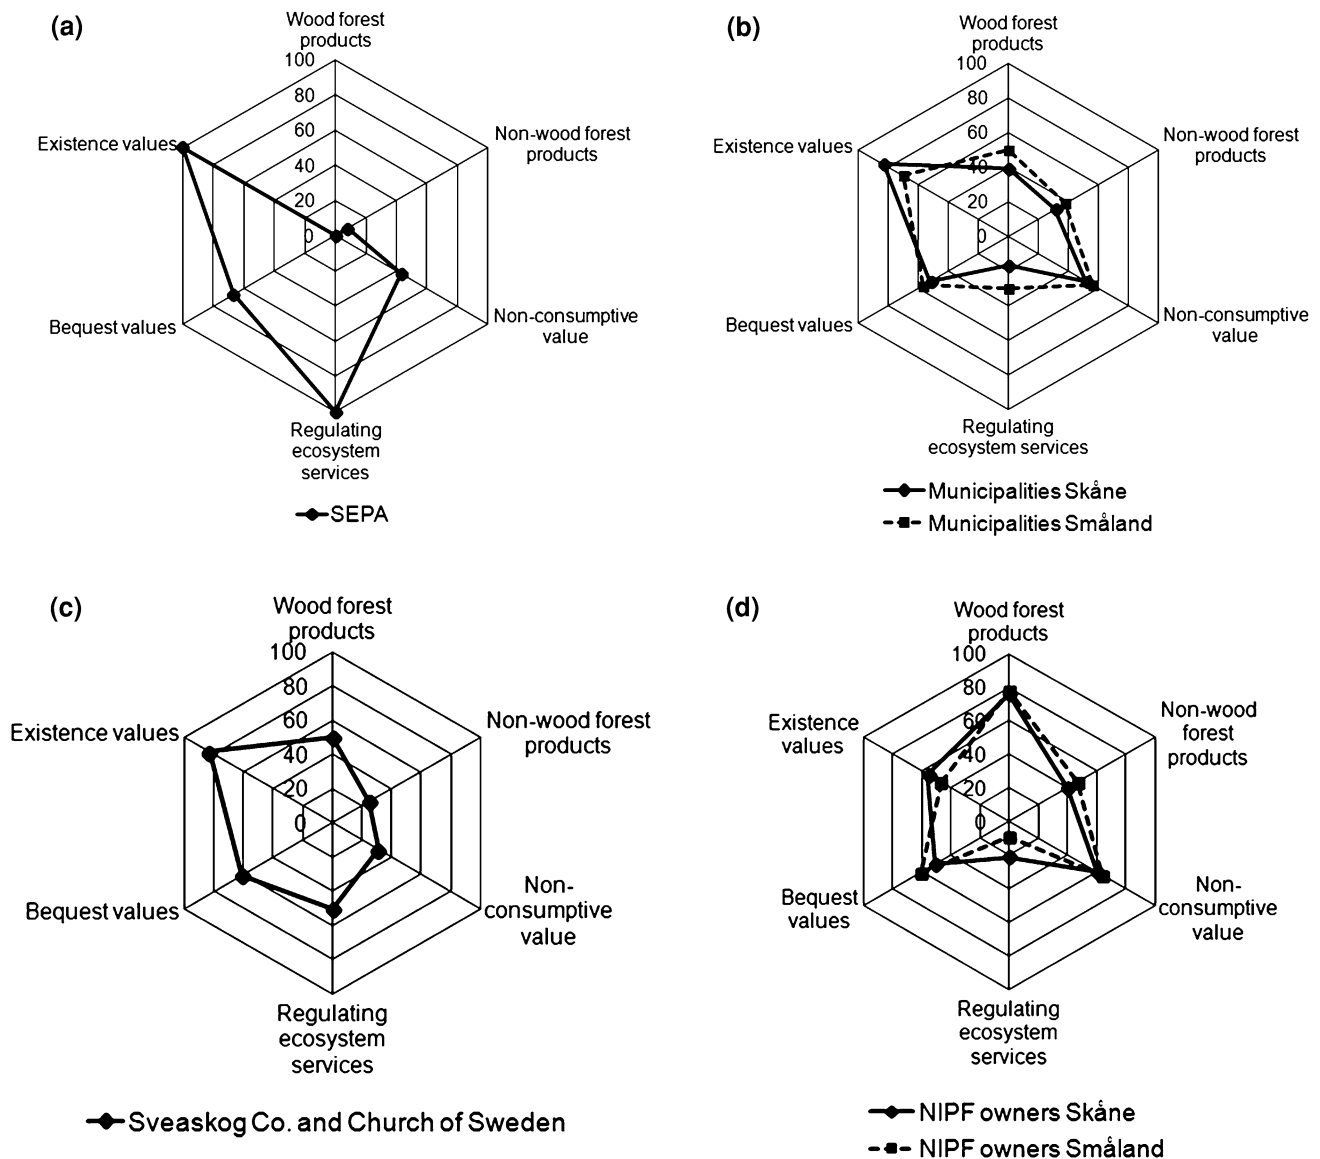 (a)
Wood forest
products
100
80
60
40
20
0
Existence values
Non-wood forest
products
Bequest values
Non-consumptive
value
Regulating
ecosystem
services
SEPA
(b)
Wood forest
products
100
80
60
40
20
0
Existence values
Non-wood forest
products
Bequest values
Non-consumptive
value
Regulating
ecosystem services
Municipalities Skåne
Municipalities Småland
(c)
Wood forest
products
100
80
60
40
20
0
Existence values
Non-wood forest
products
Bequest values
Non-
consumptive
value
Regulating
ecosystem
services
Sveaskog Co. and Church of Sweden
(d)
Wood forest
products
100
80
60
40
20
0
Existence
values
Non-wood
forest
products
Bequest
values
Non-
consumptive
value
Regulating
ecosystem
services
NIPF owners Skåne
NIPF owners Småland